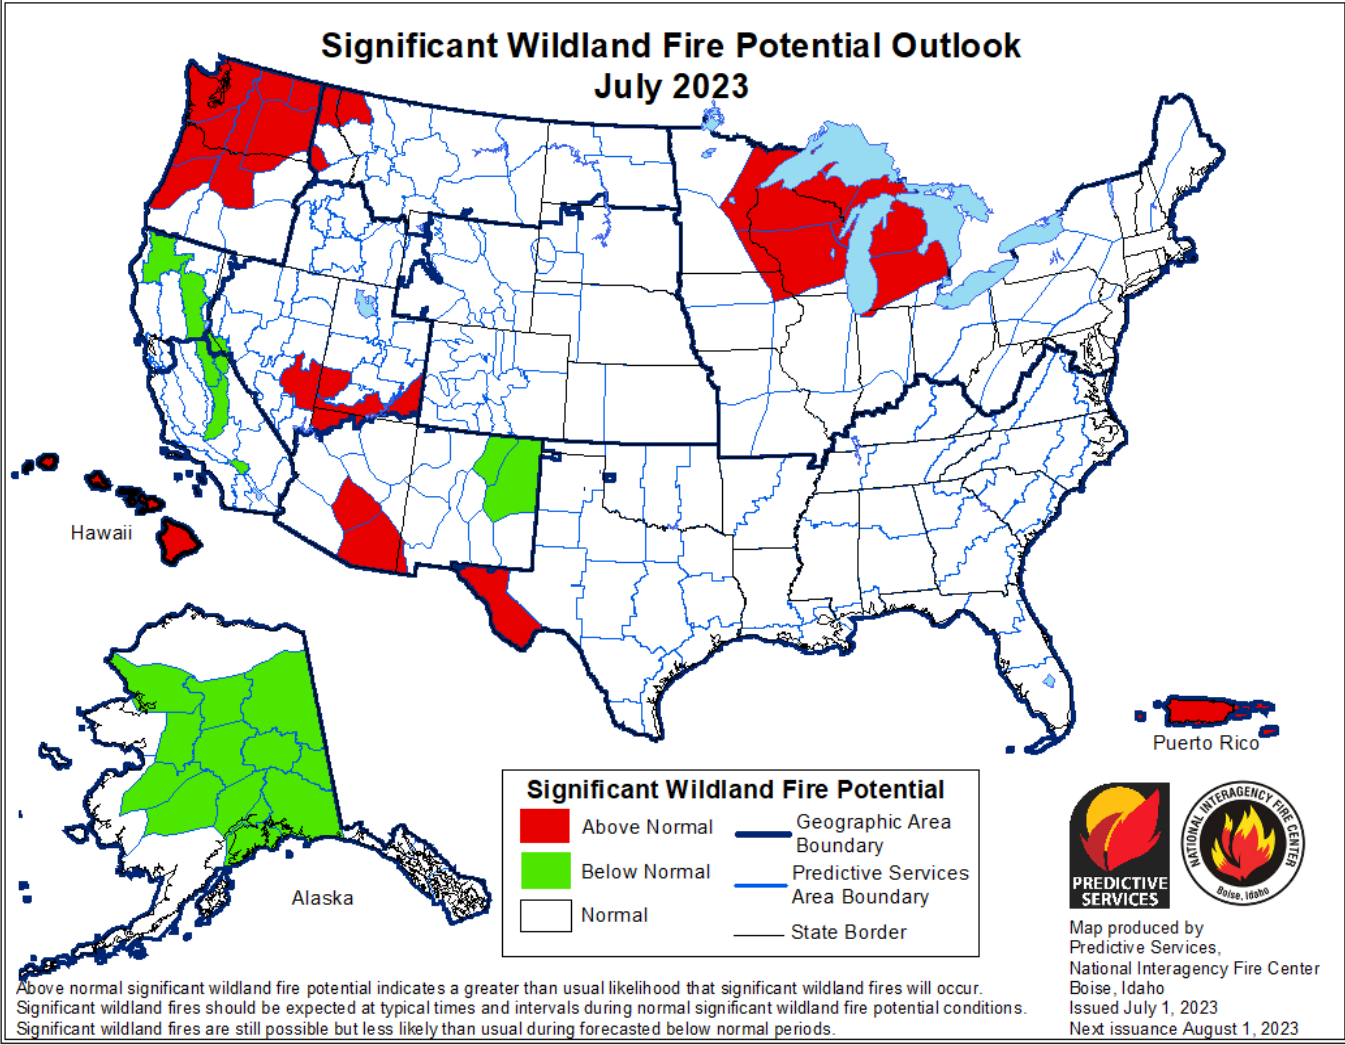 Significant Wildland Fire Potential Outlook
July 2023
Hawaii
Alaska
Puerto Rico
Significant Wildland Fire Potential
Above Normal
Below Normal
Normal
Geographic Area
Boundary
Predictive Services
Area Boundary
State Border
PREDICTIVE
SERVICES
NATIONAL INTERAGENCY FIRE CENTER
Boise, Idaho
Map produced by
Predictive Services,
National Interagency Fire Center
Boise, Idaho
Issued July 1, 2023
Next issuance August 1, 2023
Above normal significant wildland fire potential indicates a greater than usual likelihood that significant wildland fires will occur.
Significant wildland fires should be expected at typical times and intervals during normal significant wildland fire potential conditions.
Significant wildland fires are still possible but less likely than usual during forecasted below normal periods.